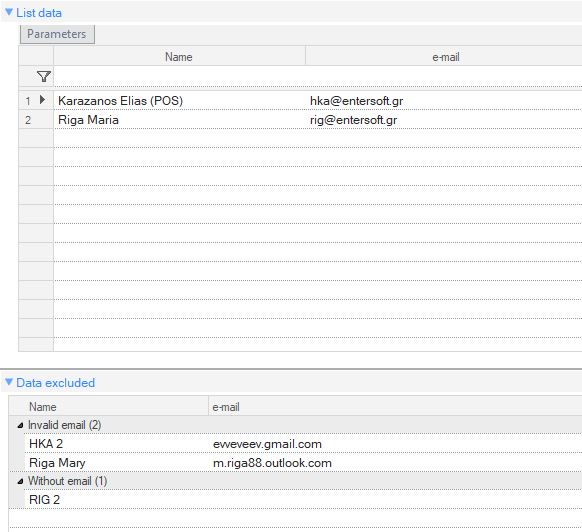 List data
Parameters
Name e-mail
1 Karazanos Elias (POS) hka@entersoft.gr
2 Riga Maria rig@entersoft.gr
Data excluded
Name e-mail
Invalid email (2)
HKA 2 evveveev.gmail.com
Riga Mary m.riga88.outlook.com
Without email (1)
RIG 2